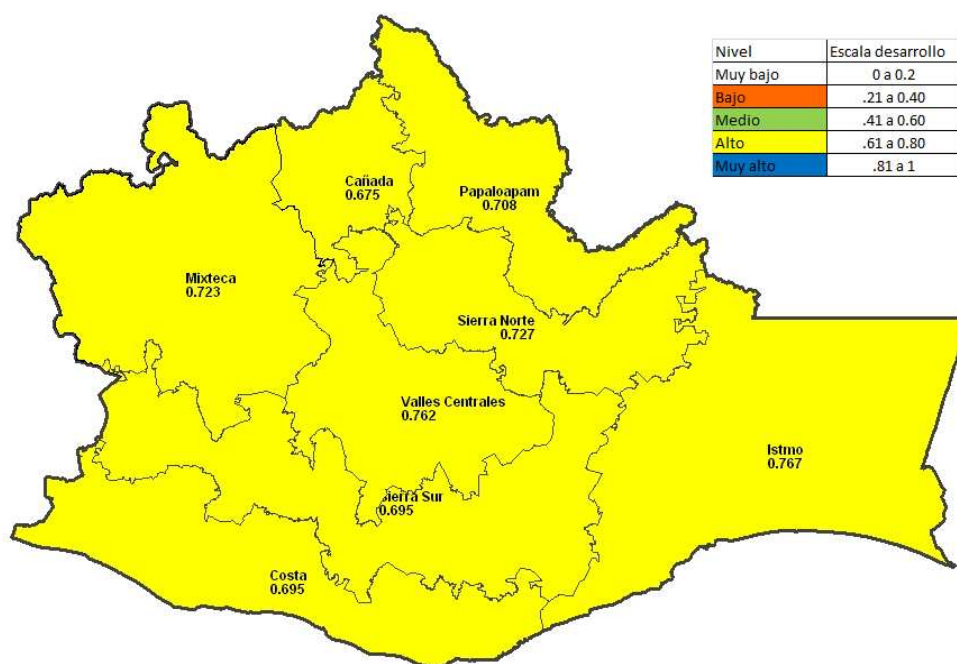 Nivel Escala desarrollo
Muy bajo 0 a 0.2
Bajo .21 a 0.40
Medio .41 a 0.60
Alto .61 a 0.80
Muy alto .81 a 1
Cañada
0.675
Papaloapam
0.708
Mixteca
0.723
Sierra Norte
0.727
Valles Centrales
0.762
Istmo
0.767
Sierra Sur
0.695
Costa
0.695